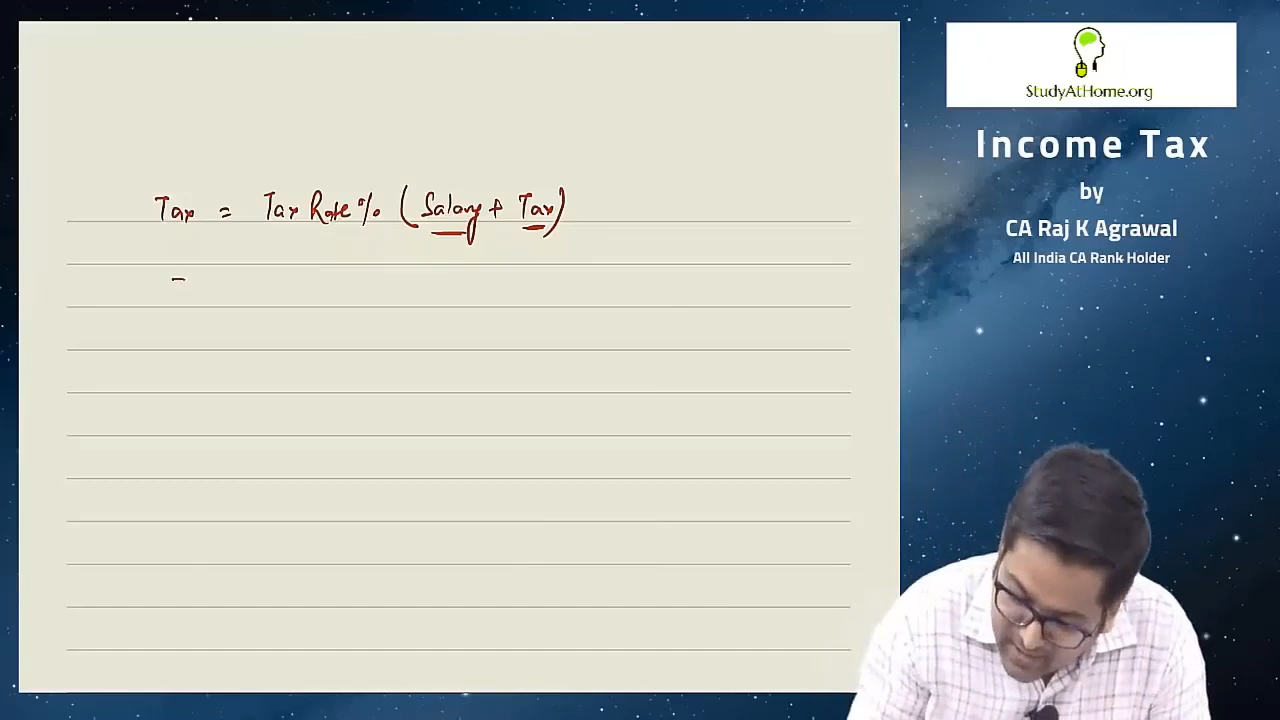 StudyAtHome.org
Income Tax
by
CA Raj K Agrawal
All India CA Rank Holder
Tax = Tax Rate % (Salary + Tax)
=